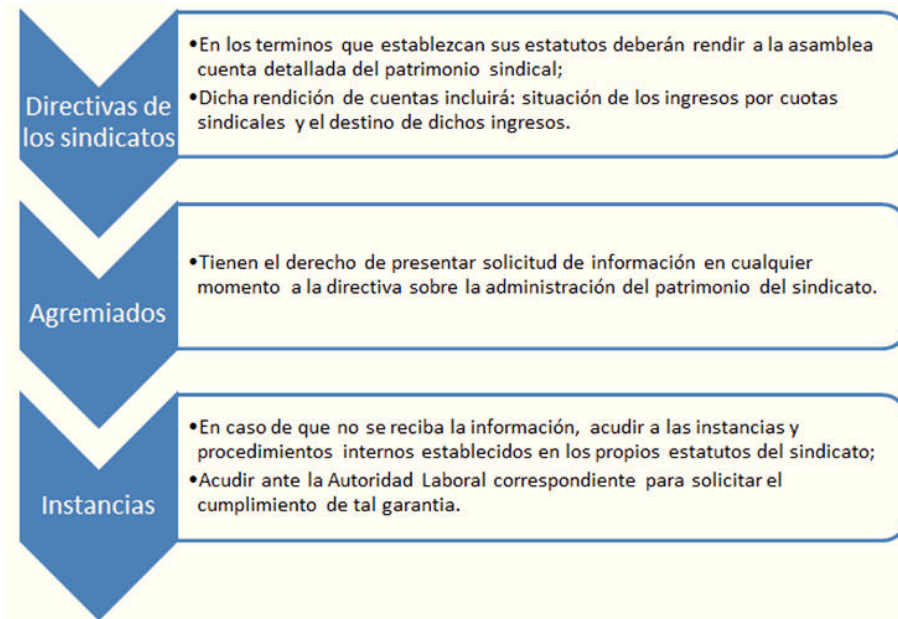 Directivas de
los sindicatos
•En los terminos que establezcan sus estatutos deberán rendir a la asamblea
cuenta detallada del patrimonio sindical;
•Dicha rendición de cuentas incluirá: situación de los ingresos por cuotas
sindicales y el destino de dichos ingresos.
Agremiados
•Tienen el derecho de presentar solicitud de información en cualquier
momento a la directiva sobre la administración del patrimonio del sindicato.
Instancias
•En caso de que no se reciba la información, acudir a las instancias y
procedimientos internos establecidos en los propios estatutos del sindicato;
•Acudir ante la Autoridad Laboral correspondiente para solicitar el
cumplimiento de tal garantia.